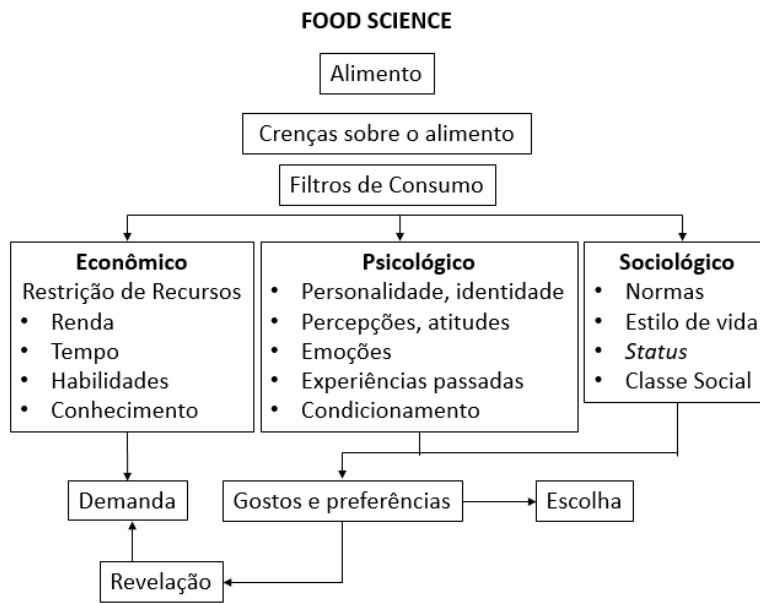 FOOD SCIENCE
Alimento
Crenças sobre o alimento
Filtros de Consumo
Econômico
Restrição de Recursos
• Renda
• Tempo
• Habilidades
• Conhecimento
Psicológico
• Personalidade, identidade
• Percepções, atitudes
• Emoções
• Experiências passadas
• Condicionamento
Sociológico
• Normas
• Estilo de vida
• Status
• Classe Social
Demanda
Gostos e preferências
Escolha
Revelação